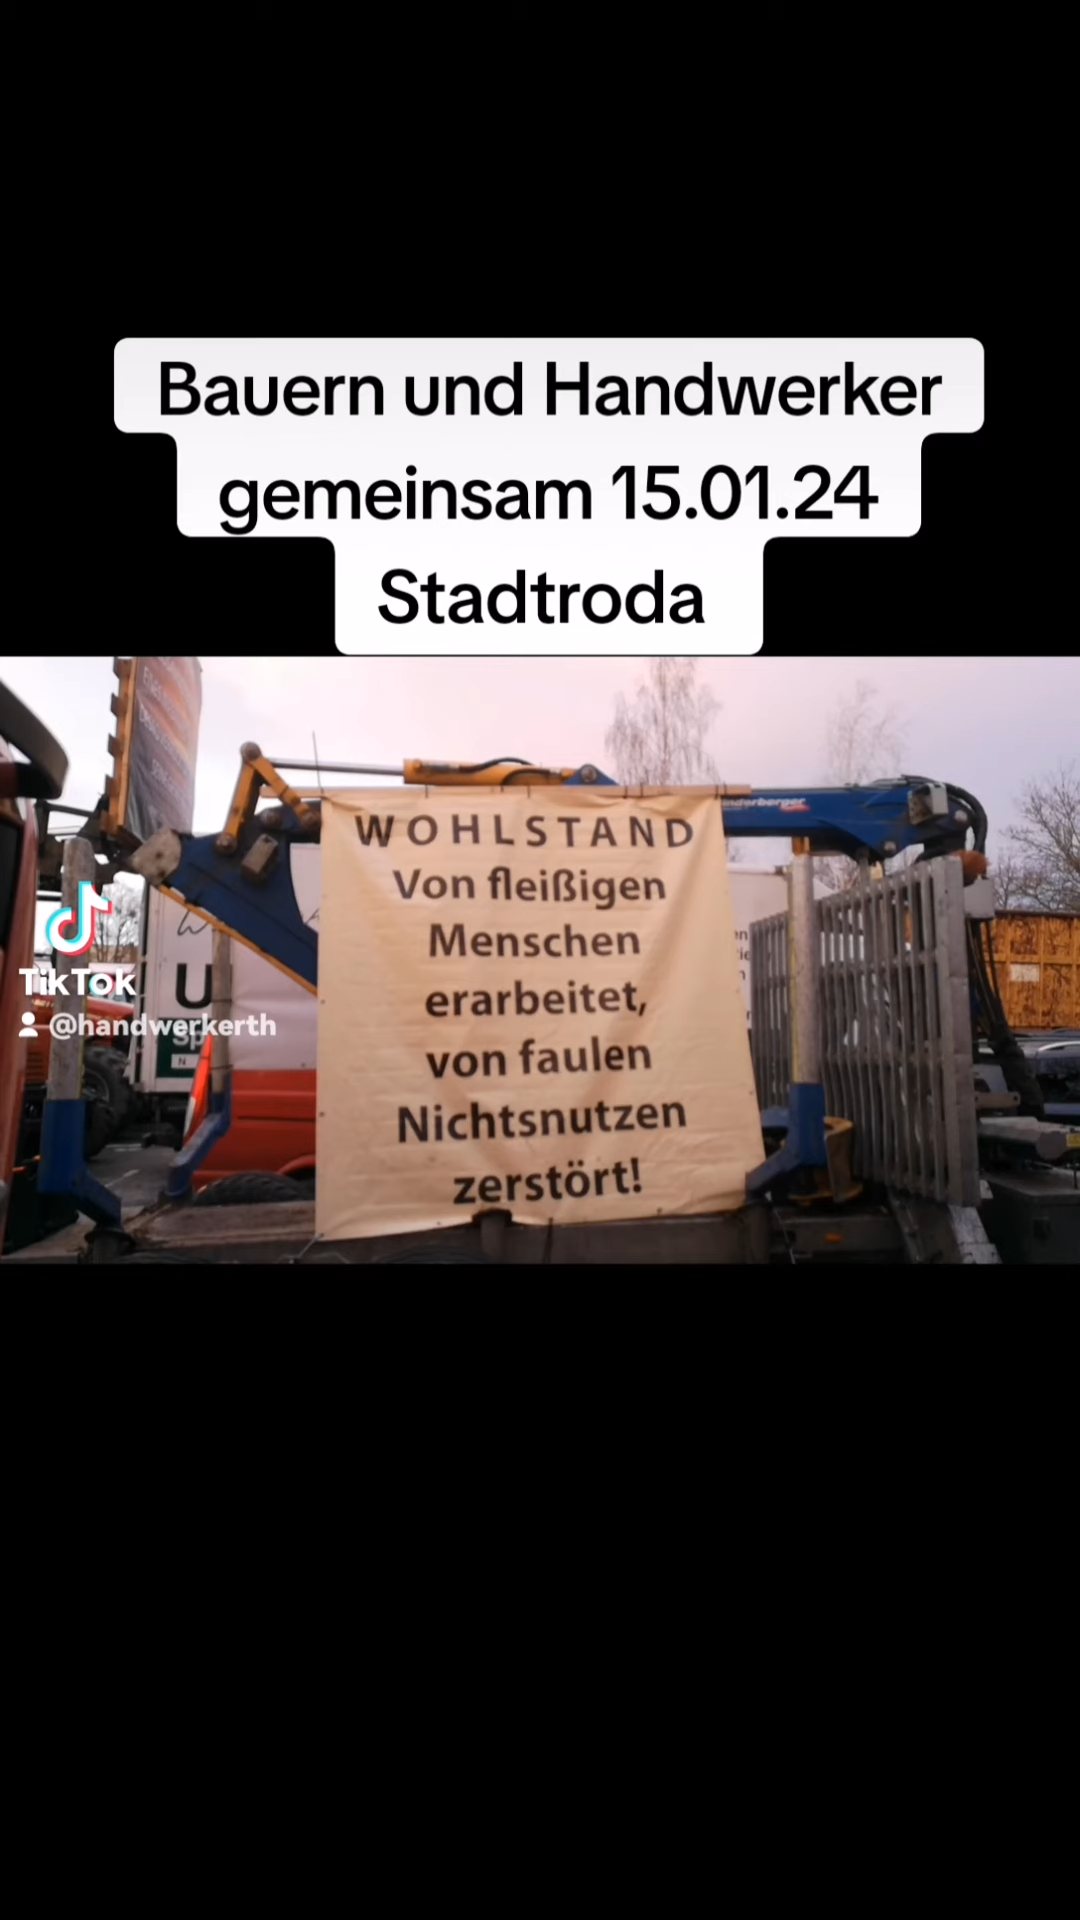 Bauern und Handwerker
gemeinsam 15.01.24
Stadtroda
WOHLSTAND
Von fleißigen
Menschen
erarbeitet,
von faulen
Nichtsnutzen
zerstört!
TikTok
@handwerkerth
U
Sp
N